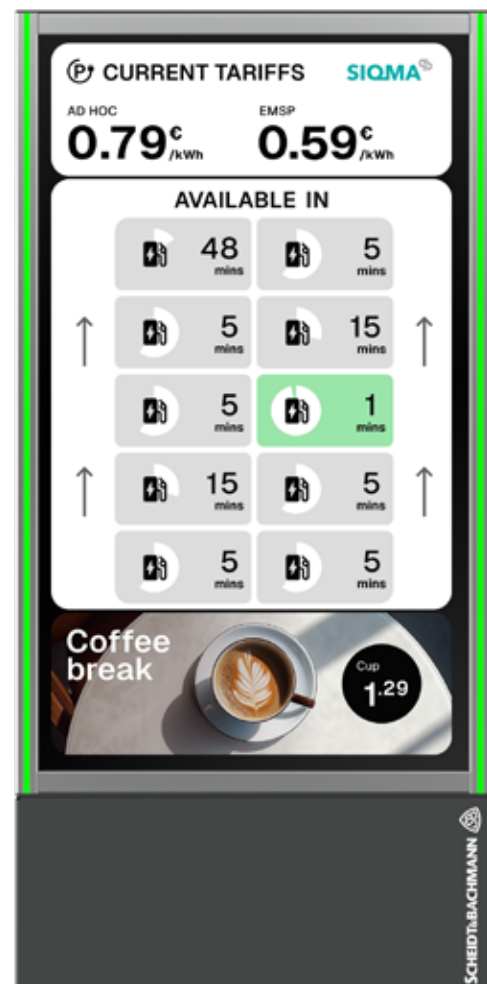 CURRENT TARIFFS
SIQMA
AD HOC
0.79 € /kWh
EMSP
0.59 € /kWh
AVAILABLE IN
48 mins
5 mins
5 mins
15 mins
5 mins
1 mins
15 mins
5 mins
5 mins
5 mins
Coffee
break
Cup
1.29
SCHEIDT&BACHMANN